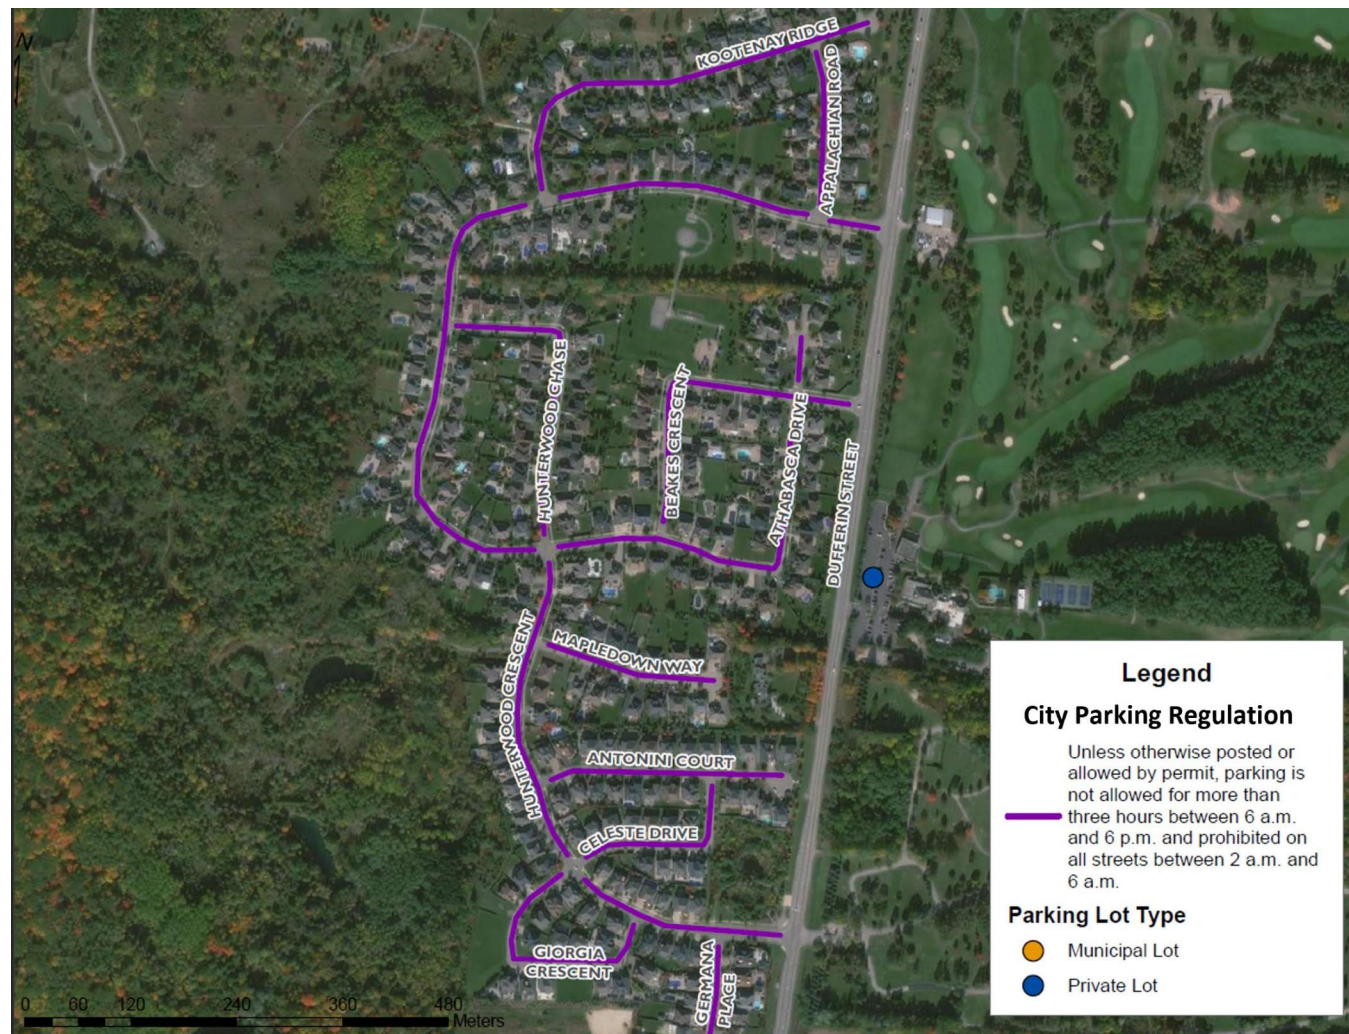 N
KOOTENAY RIDGE
APPALACHIAN ROAD
HUNTERWOOD CHASE
BEAKES CRESCENT
ATHABASCA DRIVE
DUFFERIN STREET
HUNTERWOOD CRESCENT
MAPLEDOWN WAY
ANTONINI COURT
CELESTE DRIVE
GIORGIA
CRESCENT
GERMANA
PLACE
0 60 120 240 360 480
Meters
Legend
City Parking Regulation
Unless otherwise posted or
allowed by permit, parking is
not allowed for more than
three hours between 6 a.m.
and 6 p.m. and prohibited on
all streets between 2 a.m. and
6 a.m.
Parking Lot Type
Municipal Lot
Private Lot